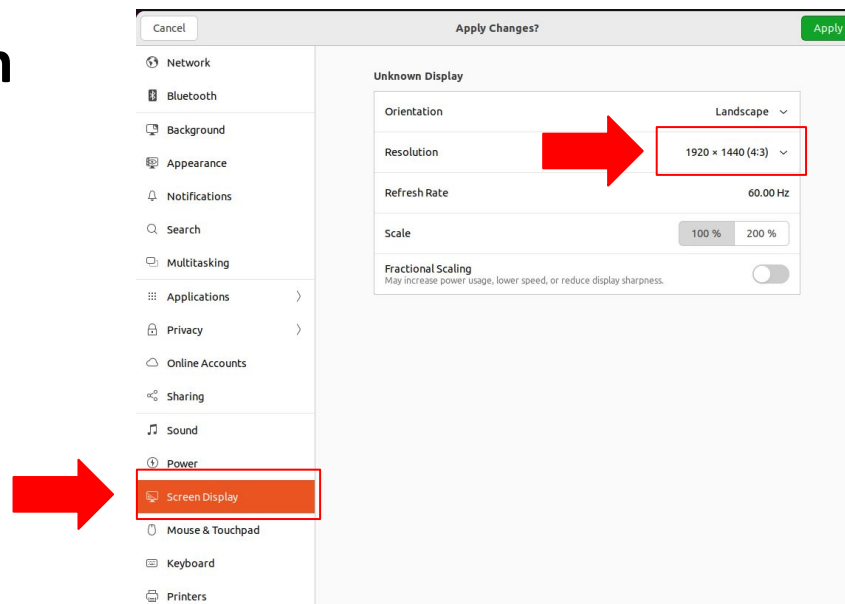 n
Cancel
Apply Changes?
Apply
Network
Bluetooth
Background
Appearance
Notifications
Search
Multitasking
Applications
Privacy
Online Accounts
Sharing
Sound
Power
Screen Display
Mouse & Touchpad
Keyboard
Printers
Unknown Display
Orientation Landscape
Resolution 1920 × 1440 (4:3)
Refresh Rate 60.00 Hz
Scale 100 % 200 %
Fractional Scaling
May increase power usage, lower speed, or reduce display sharpness.